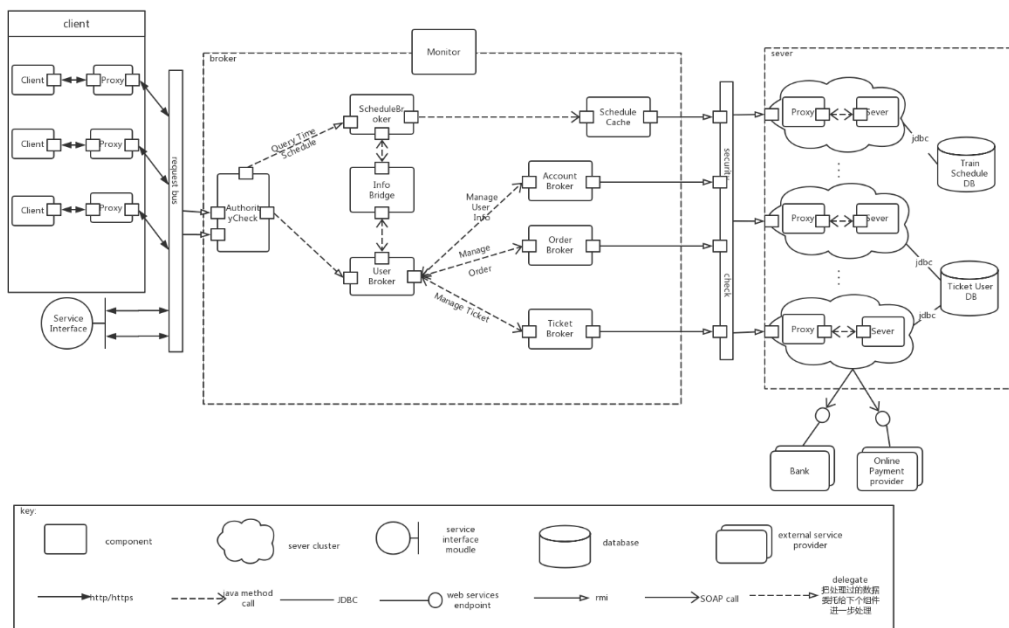 client
Client
Proxy
Client
Proxy
Client
Proxy
Service
Interface
request bus
broker
Monitor
AuthorityCheck
Query Time
Schedule
ScheduleBroker
Info
Bridge
User
Broker
Manage
User
Info
Manage
Order
Manage Ticket
Schedule
Cache
Account
Broker
Order
Broker
Ticket
Broker
security
check
sever
Proxy
Sever
jdbc
Train
Schedule
DB
Proxy
Sever
jdbc
Ticket User
DB
Proxy
Sever
jdbc
Bank
Online
Payment
provider
key:
component
sever cluster
service
interface
moudle
database
external service
provider
http/https
java method
call
JDBC
web services
endpoint
rmi
SOAP call
delegate
把处理过的数据
委托给下个组件
进一步处理